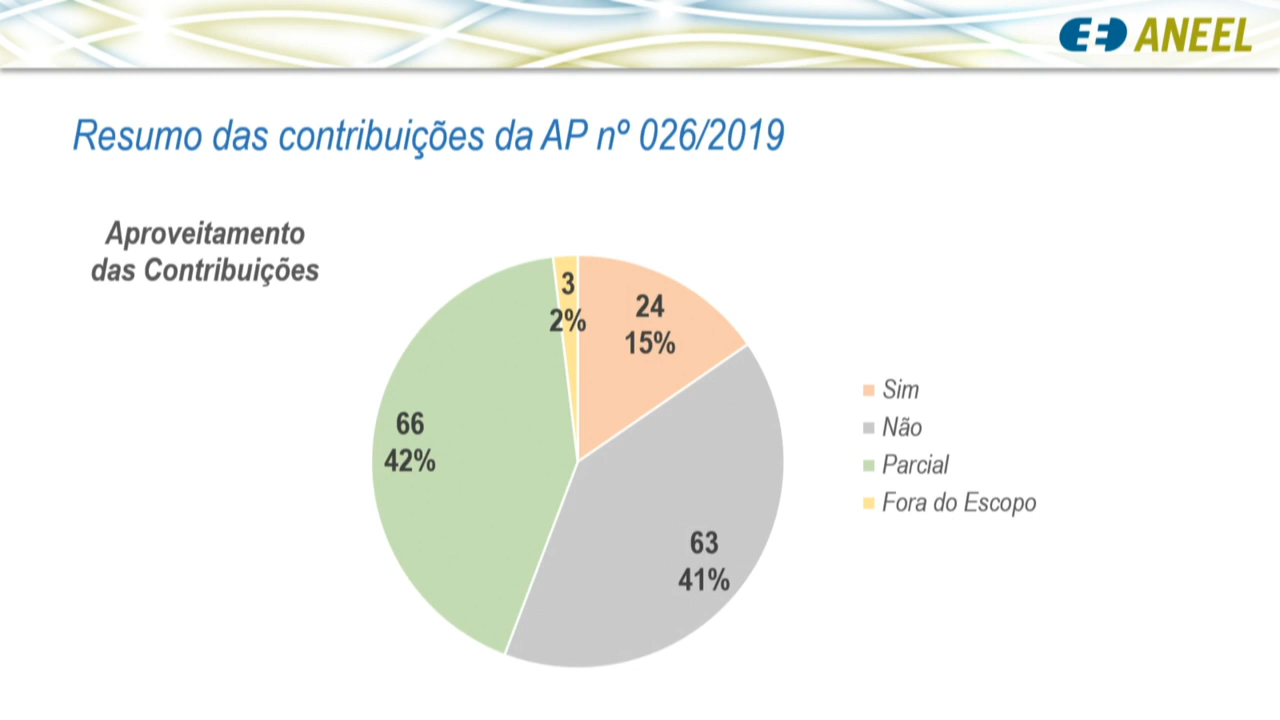 ANEEL
Resumo das contribuições da AP nº 026/2019
Aproveitamento
das Contribuições
3
2%
24
15%
66
42%
63
41%
Sim
Não
Parcial
Fora do Escopo